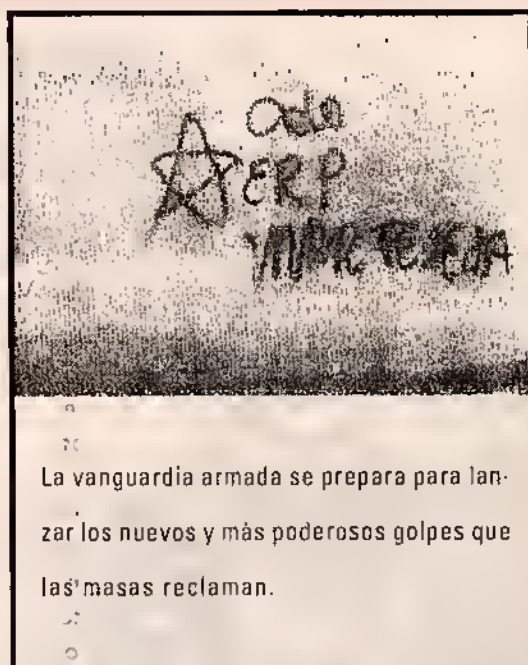 ERP
La vanguardia armada se prepara para lan-
zar los nuevos y más poderosos golpes que
las masas reclaman.